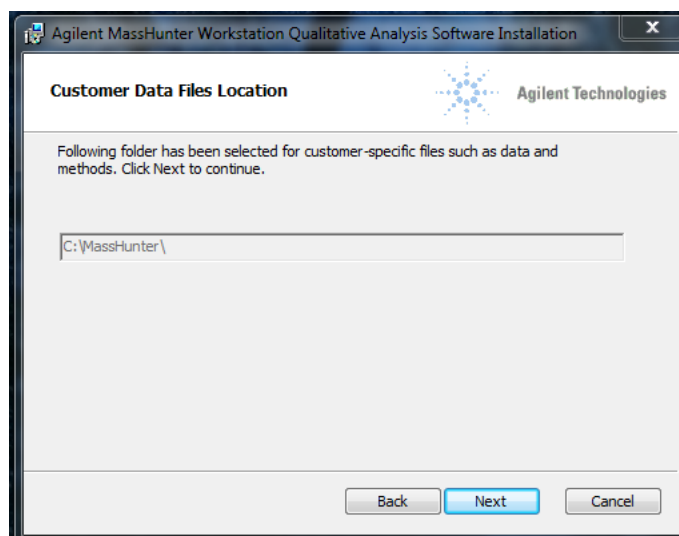 Agilent MassHunter Workstation Qualitative Analysis Software Installation
X
Customer Data Files Location
Agilent Technologies
Following folder has been selected for customer-specific files such as data and
methods. Click Next to continue.
C:\MassHunter\
Back
Next
Cancel